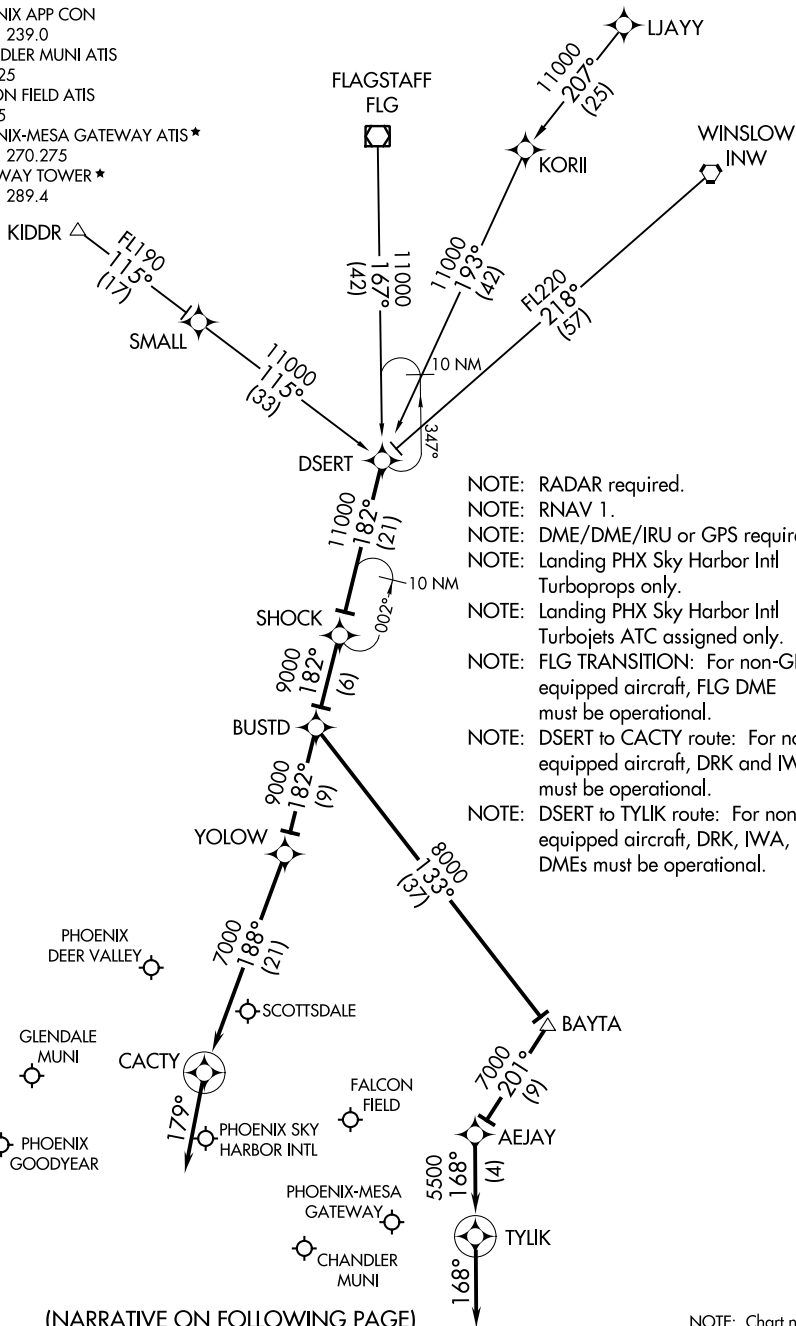 NIX APP CON
239.0
DLER MUNI ATIS
25
ON FIELD ATIS
5
NIX-MESA GATEWAY ATIS★
270.275
WAY TOWER★
289.4
LJAYY
11000
207°
(25)
FLAGSTAFF
FLG
KORII
WINSLOW
INW
KIDDR
FL190
115°
(17)
11000
167°
(42)
11000
193°
(42)
FL220
218°
(57)
SMALL
11000
115°
(33)
10 NM
347°
DSERT
11000
182°
(21)
10 NM
002°
SHOCK
9000
182°
(6)
BUSTD
9000
182°
(9)
YOLOW
NOTE: RADAR required.
NOTE: RNAV 1.
NOTE: DME/DME/IRU or GPS require
NOTE: Landing PHX Sky Harbor Intl
Turboprops only.
NOTE: Landing PHX Sky Harbor Intl
Turbojets ATC assigned only.
NOTE: FLG TRANSITION: For non-GP
equipped aircraft, FLG DME
must be operational.
NOTE: DSERT to CACTY route: For no
equipped aircraft, DRK and IW
must be operational.
NOTE: DSERT to TYLIK route: For non
equipped aircraft, DRK, IWA,
DMEs must be operational.
8000
133°
(37)
7000
188°
(21)
PHOENIX
DEER VALLEY
SCOTTSDALE
BAYTA
GLENDALE
MUNI
CACTY
7000
201°
(9)
179°
FALCON
FIELD
PHOENIX SKY
HARBOR INTL
AEJAY
PHOENIX
GOODYEAR
5500
168°
(4)
PHOENIX-MESA
GATEWAY
TYLIK
CHANDLER
MUNI
168°
(NARRATIVE ON FOLLOWING PAGE)
NOTE: Chart n